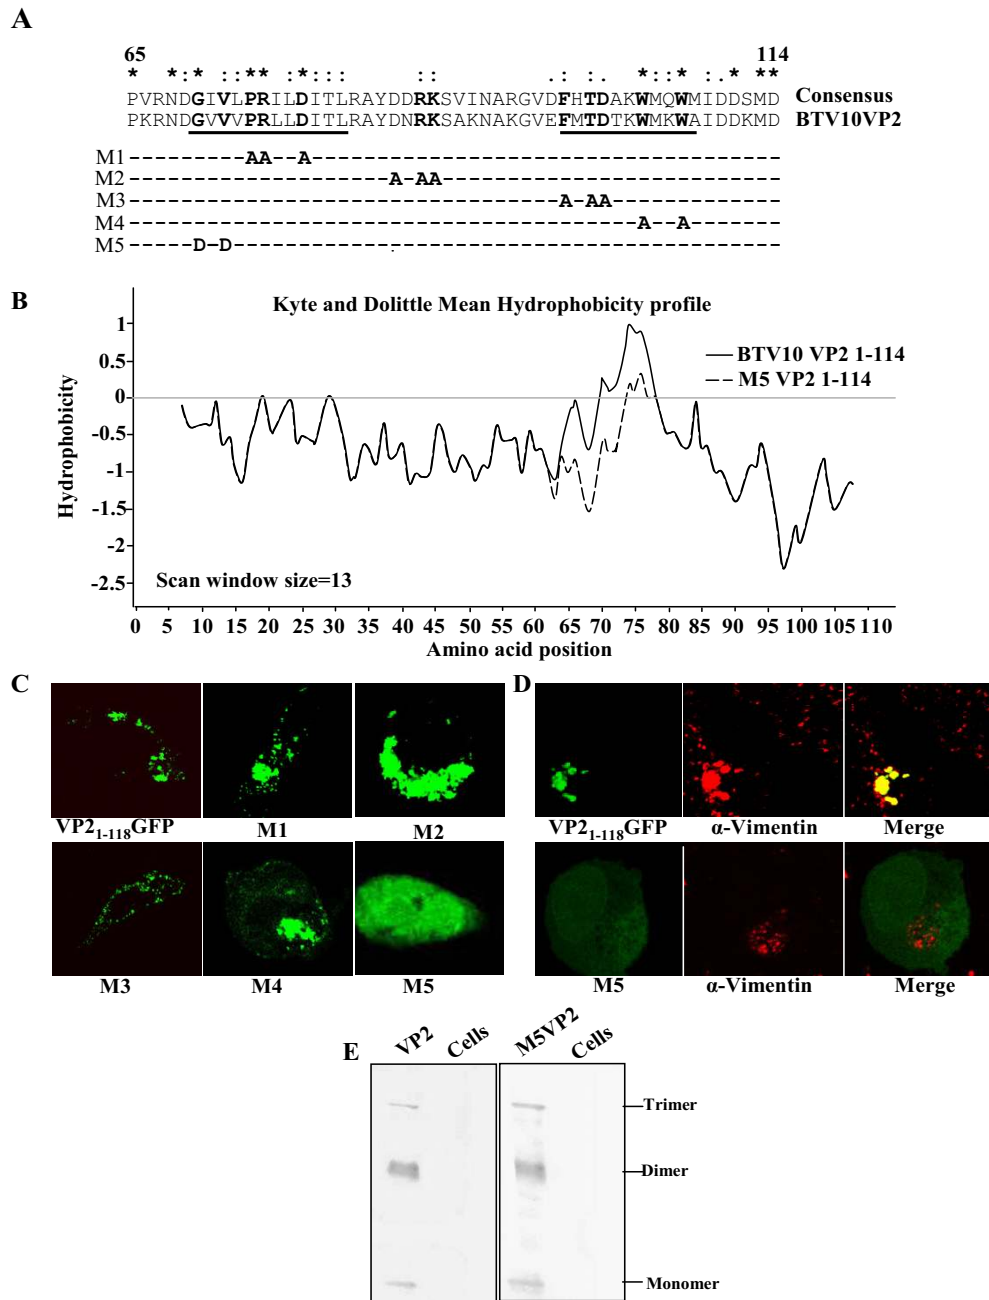 A
65 114
*  **:* ::** :*:::     ::        .: :.  *::* :.* **
PVRNDGIVLPRILDITLRAYDDRKSVINARGVDFHTDAKWMQWMIDDSMD Consensus
PKRNDGVVVPRLLDITLRAYDNRKSAKNAKGVEFMTDTKWMKWAIDDKMD BTV10VP2
M1 ---------AA--A------------------------------------
M2 --------------------A-AA--------------------------
M3 ---------------------------------A-AA-------------
M4 ---------------------------------------A--A-------
M5 -----D-D------------------------------------------
B
Kyte and Dolittle Mean Hydrophobicity profile
BTV10 VP2 1-114
M5 VP2 1-114
Hydrophobicity
1
0.5
0
-0.5
-1
-1.5
-2
-2.5
Scan window size=13
0 5 10 15 20 25 30 35 40 45 50 55 60 65 70 75 80 85 90 95 100 105 110
Amino acid position
C D
VP2₁₋₁₁₈GFP M1 M2
VP2₁₋₁₁₈GFP α-Vimentin Merge
M3 M4 M5
M5 α-Vimentin Merge
E
VP2 Cells M5VP2 Cells
Trimer
Dimer
Monomer